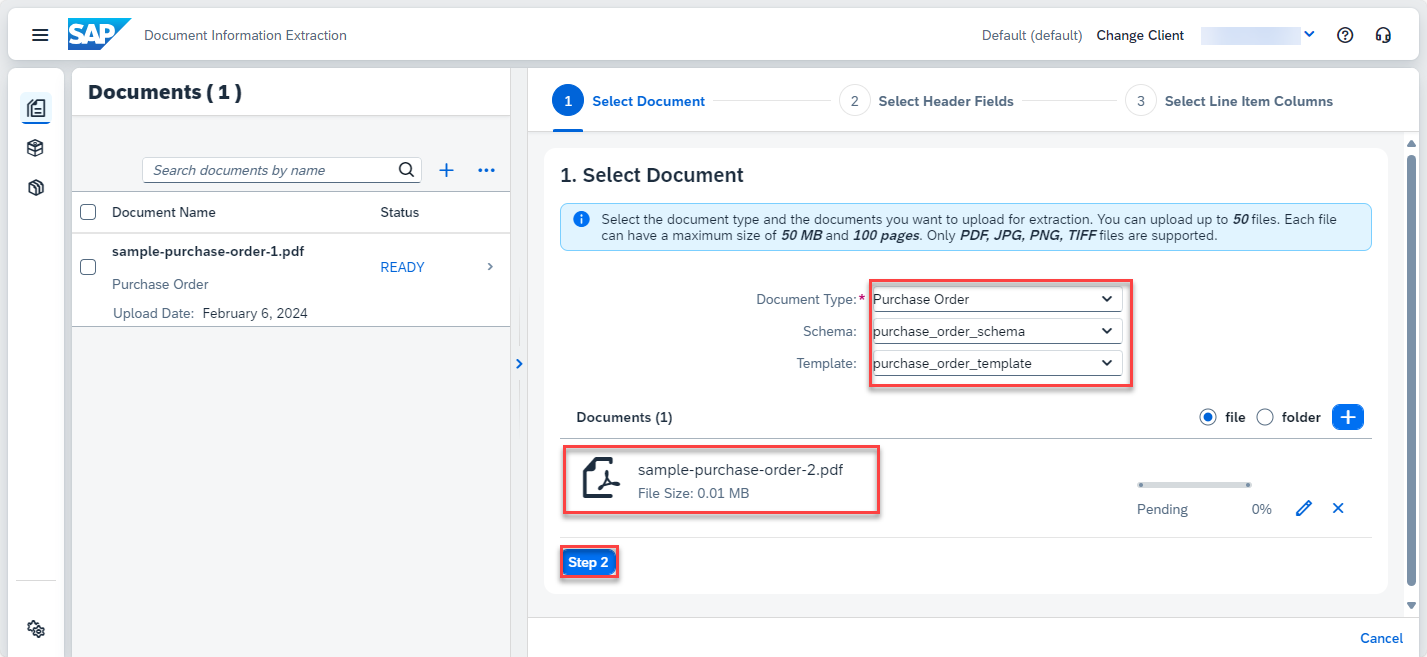 SAP
Document Information Extraction
Default (default)
Change Client
Documents ( 1 )
Search documents by name
Document Name
Status
sample-purchase-order-1.pdf
READY
Purchase Order
Upload Date: February 6, 2024
1 Select Document
2 Select Header Fields
3 Select Line Item Columns
1. Select Document
Select the document type and the documents you want to upload for extraction. You can upload up to 50 files. Each file
can have a maximum size of 50 MB and 100 pages. Only PDF, JPG, PNG, TIFF files are supported.
Document Type:* Purchase Order
Schema: purchase_order_schema
Template: purchase_order_template
Documents (1)
file
folder
sample-purchase-order-2.pdf
File Size: 0.01 MB
Pending 0%
Step 2
Cancel